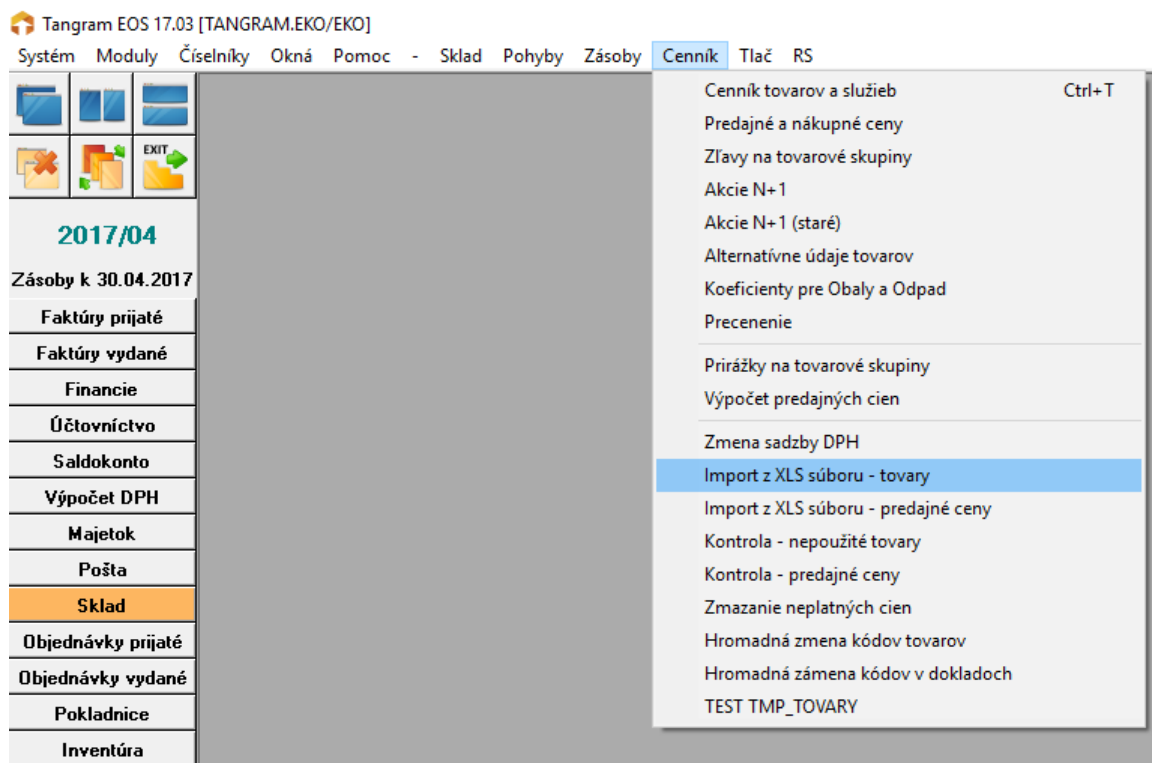 Tangram EOS 17.03 [TANGRAM.EKO/EKO]
Systém Moduly Číselníky Okná Pomoc - Sklad Pohyby Zásoby Cenník Tlač RS
EXIT
2017/04
Zásoby k 30.04.2017
Faktúry prijaté
Faktúry vydané
Financie
Účtovníctvo
Saldokonto
Výpočet DPH
Majetok
Pošta
Sklad
Objednávky prijaté
Objednávky vydané
Pokladnice
Inventúra
Cenník tovarov a služieb Ctrl+T
Predajné a nákupné ceny
Zľavy na tovarové skupiny
Akcie N+1
Akcie N+1 (staré)
Alternatívne údaje tovarov
Koeficienty pre Obaly a Odpad
Precenenie
Prirážky na tovarové skupiny
Výpočet predajných cien
Zmena sadzby DPH
Import z XLS súboru - tovary
Import z XLS súboru - predajné ceny
Kontrola - nepoužité tovary
Kontrola - predajné ceny
Zmazanie neplatných cien
Hromadná zmena kódov tovarov
Hromadná zámena kódov v dokladoch
TEST TMP_TOVARY